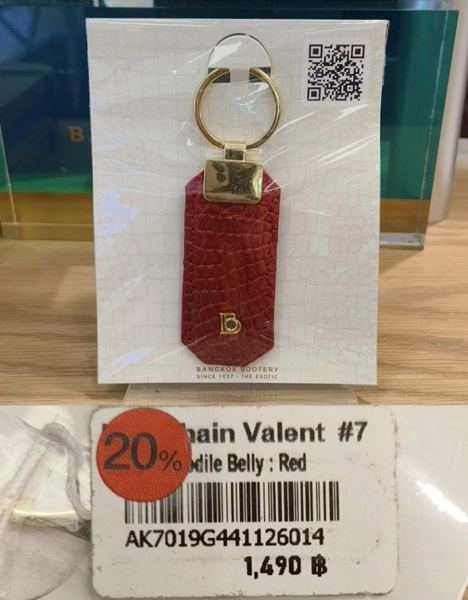 B
B
BANGKOK BOOTERY
SINCE 1937 - THE EXOTIC
20%
hain Valent #7
dile Belly : Red
AK7019G441126014
1,490 ฿